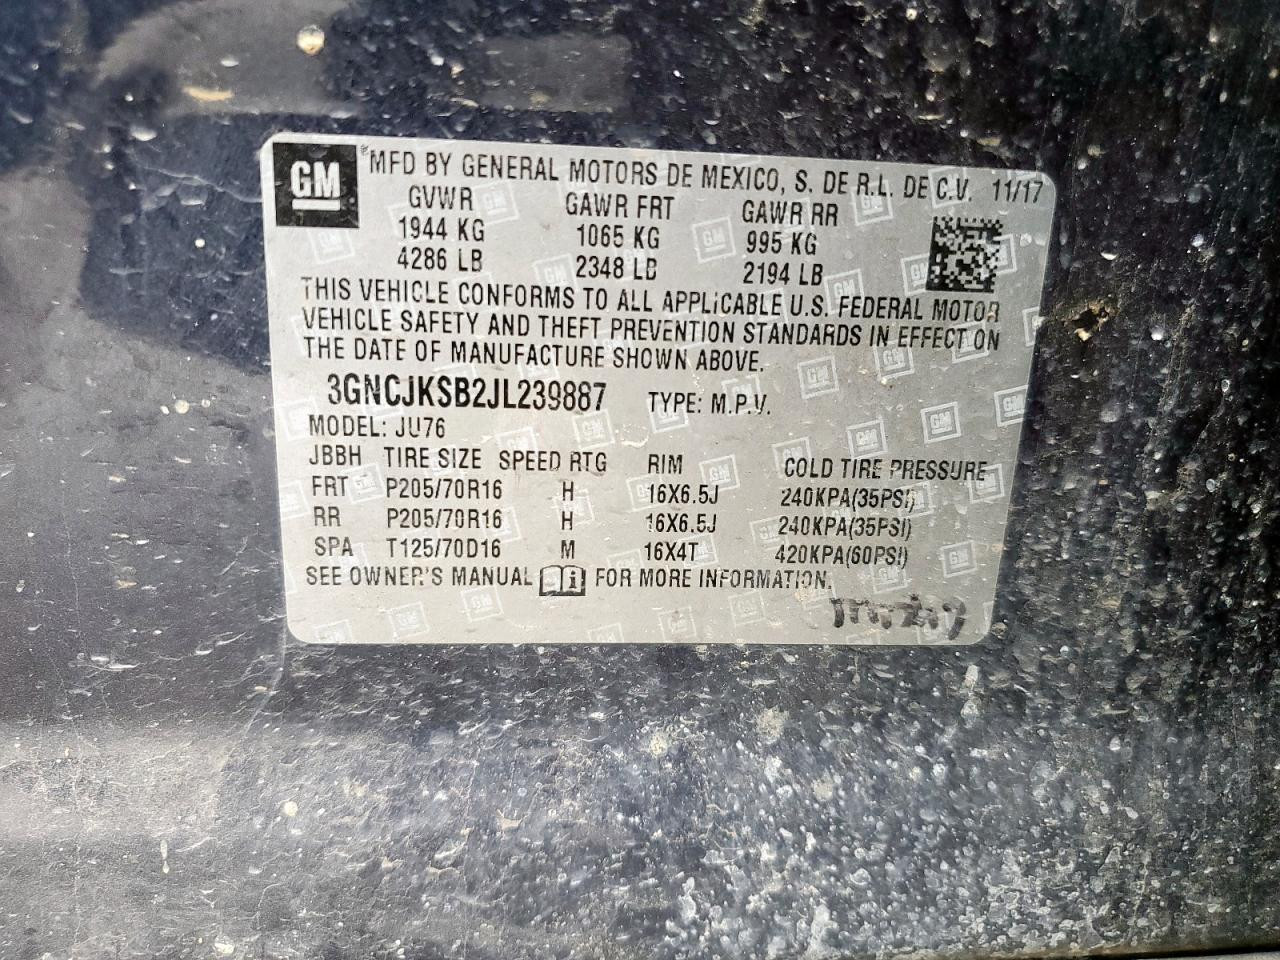 GM
® MFD BY GENERAL MOTORS DE MEXICO, S. DE R.L. DE C.V. 11/17
GVWR GAWR FRT GAWR RR
1944 KG 1065 KG 995 KG
4286 LB 2348 LB 2194 LB
THIS VEHICLE CONFORMS TO ALL APPLICABLE U.S. FEDERAL MOTOR
VEHICLE SAFETY AND THEFT PREVENTION STANDARDS IN EFFECT ON
THE DATE OF MANUFACTURE SHOWN ABOVE.
3GNCJKSB2JL239887 TYPE: M.P.V.
MODEL: JU76
JBBH TIRE SIZE SPEED RTG RIM COLD TIRE PRESSURE
FRT P205/70R16 H 16X6.5J 240KPA(35PSI)
RR P205/70R16 H 16X6.5J 240KPA(35PSI)
SPA T125/70D16 M 16X4T 420KPA(60PSI)
SEE OWNER'S MANUAL FOR MORE INFORMATION.